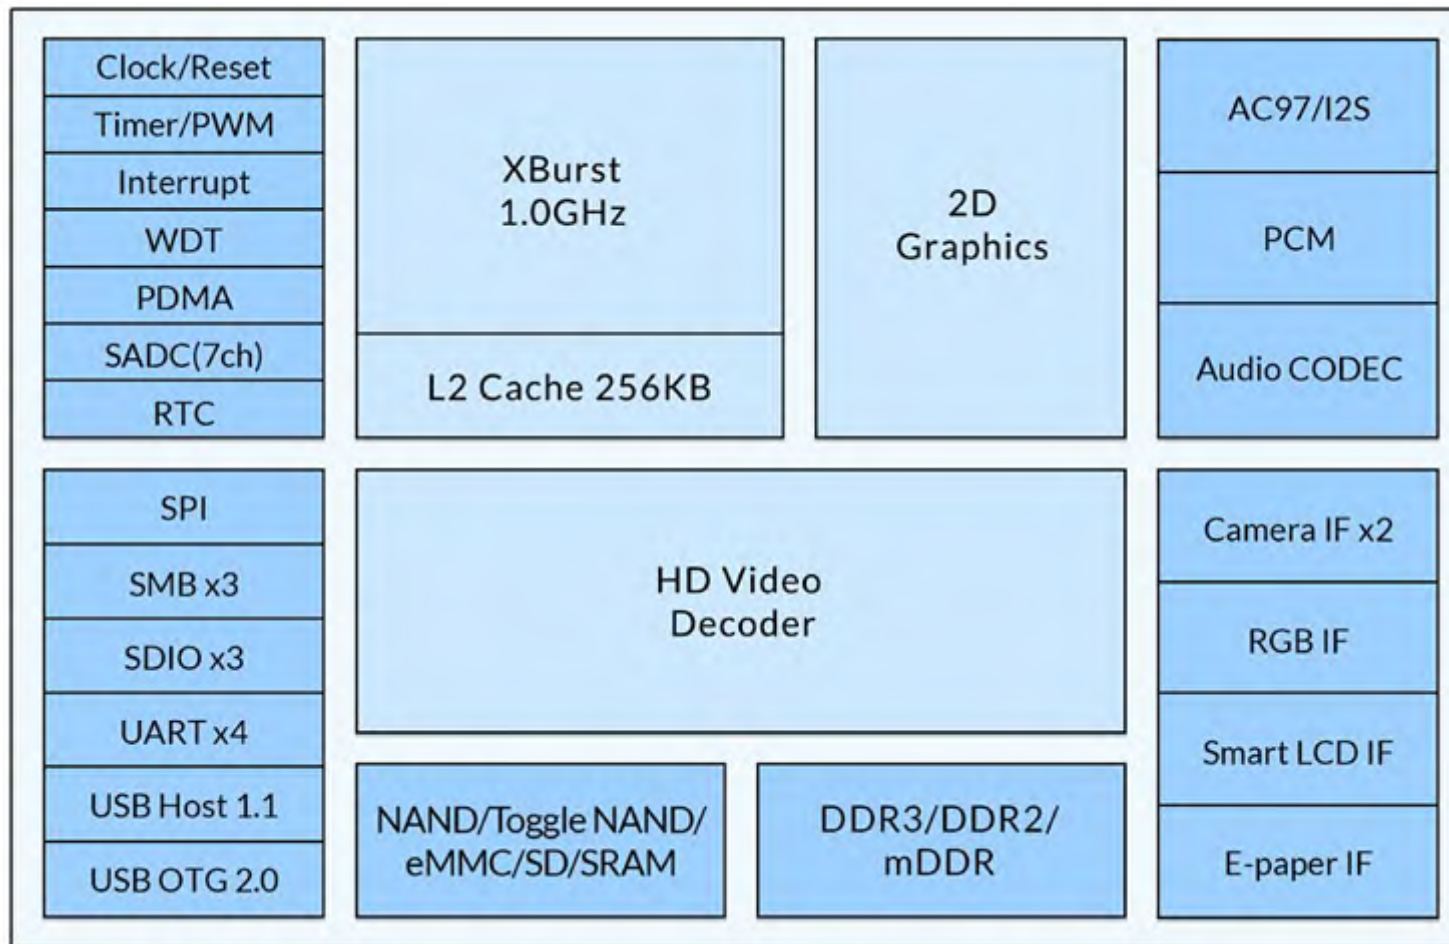 Clock/Reset
Timer/PWM
Interrupt
WDT
PDMA
SADC(7ch)
RTC
XBurst
1.0GHz
L2 Cache 256KB
2D
Graphics
AC97/I2S
PCM
Audio CODEC
SPI
SMB x3
SDIO x3
UART x4
USB Host 1.1
USB OTG 2.0
HD Video
Decoder
NAND/Toggle NAND/
eMMC/SD/SRAM
DDR3/DDR2/
mDDR
Camera IF x2
RGB IF
Smart LCD IF
E-paper IF